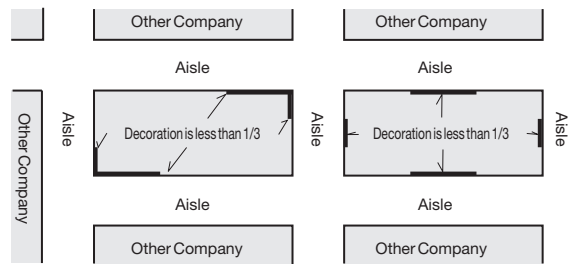 Other Company
Other Company
Aisle
Aisle
Other Company
Aisle
Decoration is less than 1/3
Aisle
Decoration is less than 1/3
Aisle
Aisle
Aisle
Other Company
Other Company